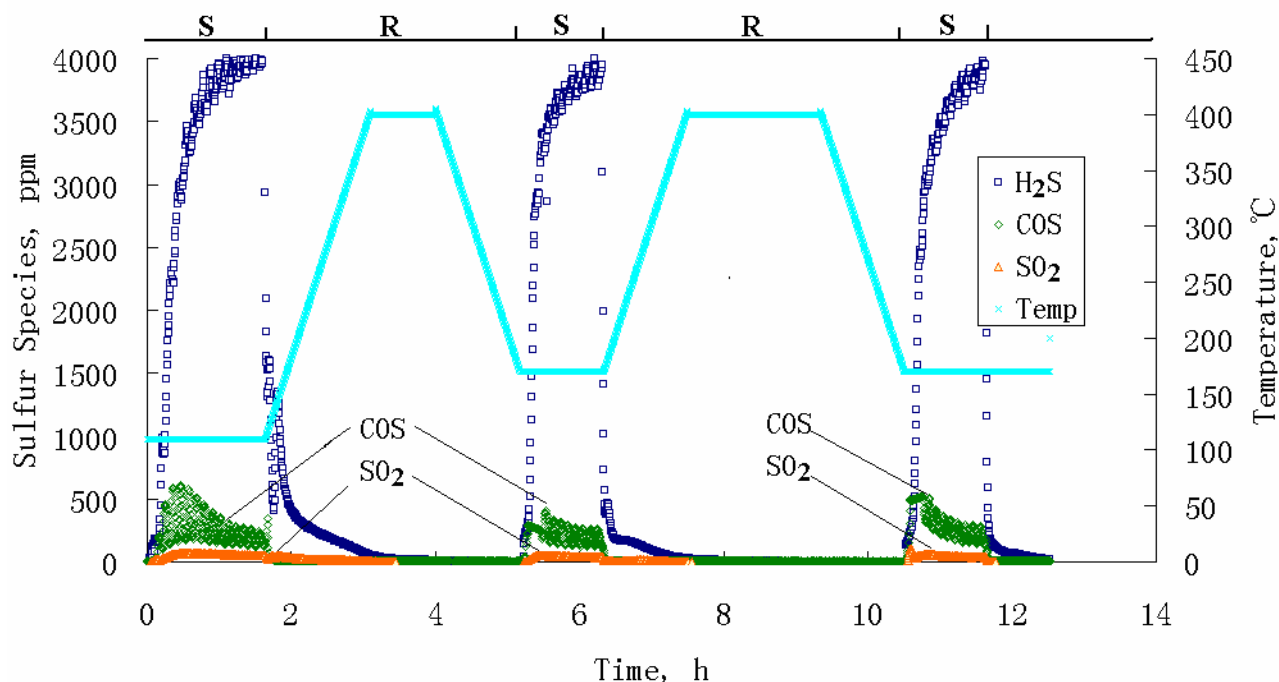 S R S R S
4000 450
3500 400
3000 350
2500 300
2000 250
1500 200
1000 150
500 100
0 50
0
Sulfur Species, ppm
Temperature, ℃
H2S
COS
SO2
Temp
COS
SO2
COS
SO2
0 2 4 6 8 10 12 14
Time, h